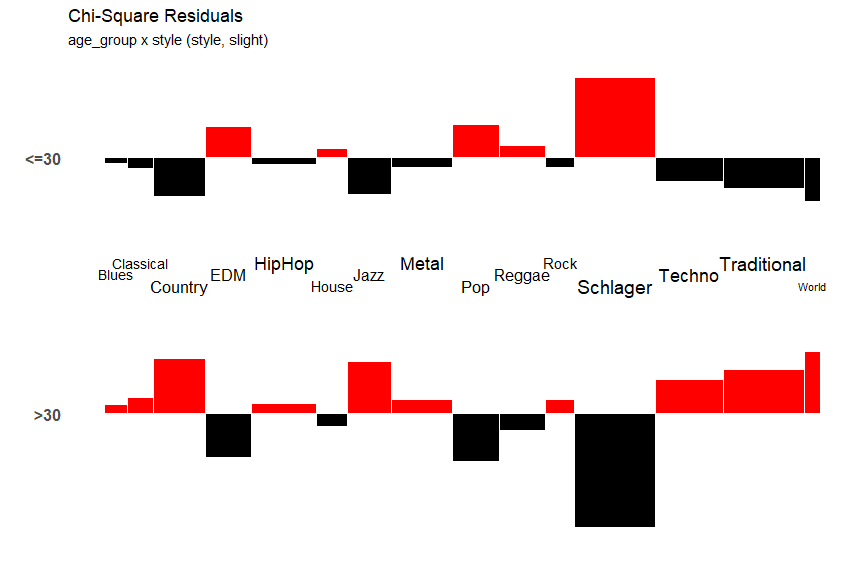 Chi-Square Residuals
age_group x style (style, slight)
<=30
Blues
Classical
Country
EDM
HipHop
House
Jazz
Metal
Pop
Reggae
Rock
Schlager
Techno
Traditional
World
>30